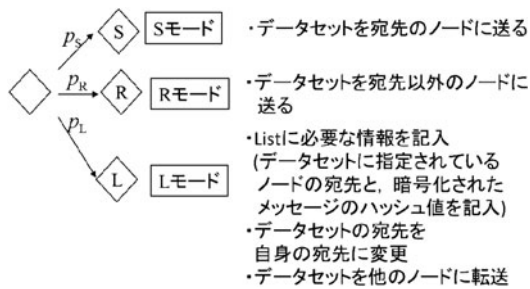 pS S Sモード ・データセットを宛先のノードに送る
pR R Rモード ・データセットを宛先以外のノードに
送る
pL L Lモード ・Listに必要な情報を記入
(データセットに指定されている
ノードの宛先と, 暗号化された
メッセージのハッシュ値を記入)
・データセットの宛先を
自身の宛先に変更
・データセットを他のノードに転送